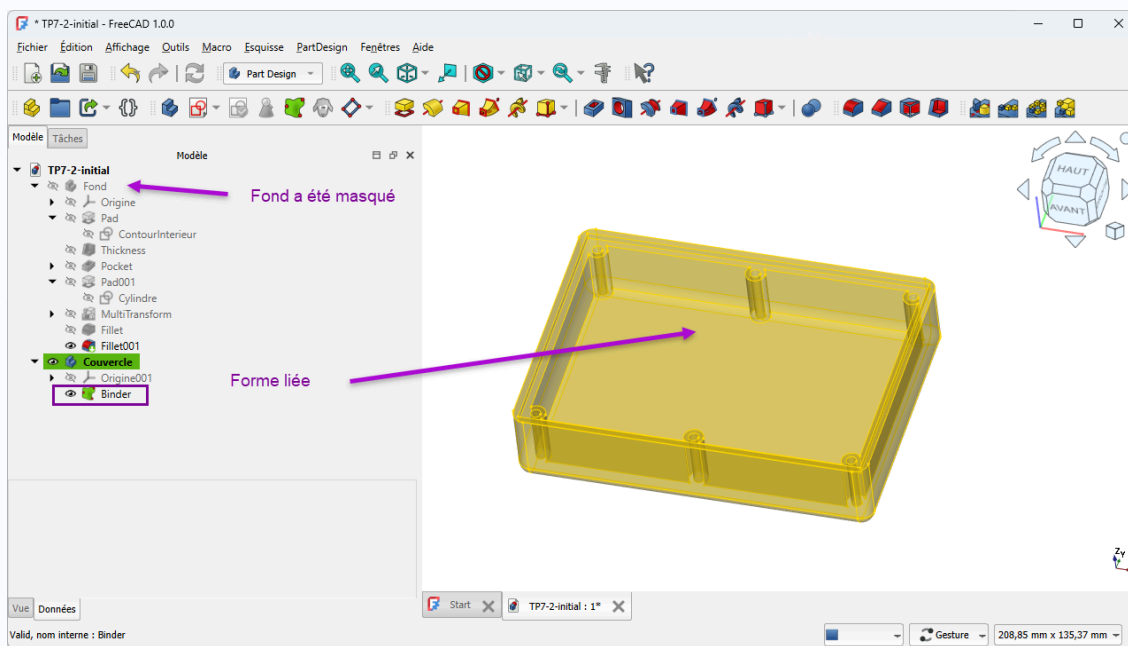 * TP7-2-initial - FreeCAD 1.0.0
Fichier Édition Affichage Outils Macro Esquisse PartDesign Fenêtres Aide
Part Design
Modèle Tâches
Modèle
TP7-2-initial
Fond
Origine
Pad
ContourInterieur
Thickness
Pocket
Pad001
Cylindre
MultiTransform
Fillet
Fillet001
Couvercle
Origine001
Binder
Fond a été masqué
Forme liée
HAUT
AVANT
Z
Y
Vue Données
Start TP7-2-initial : 1*
Valid, nom interne : Binder
Gesture
208,85 mm x 135,37 mm